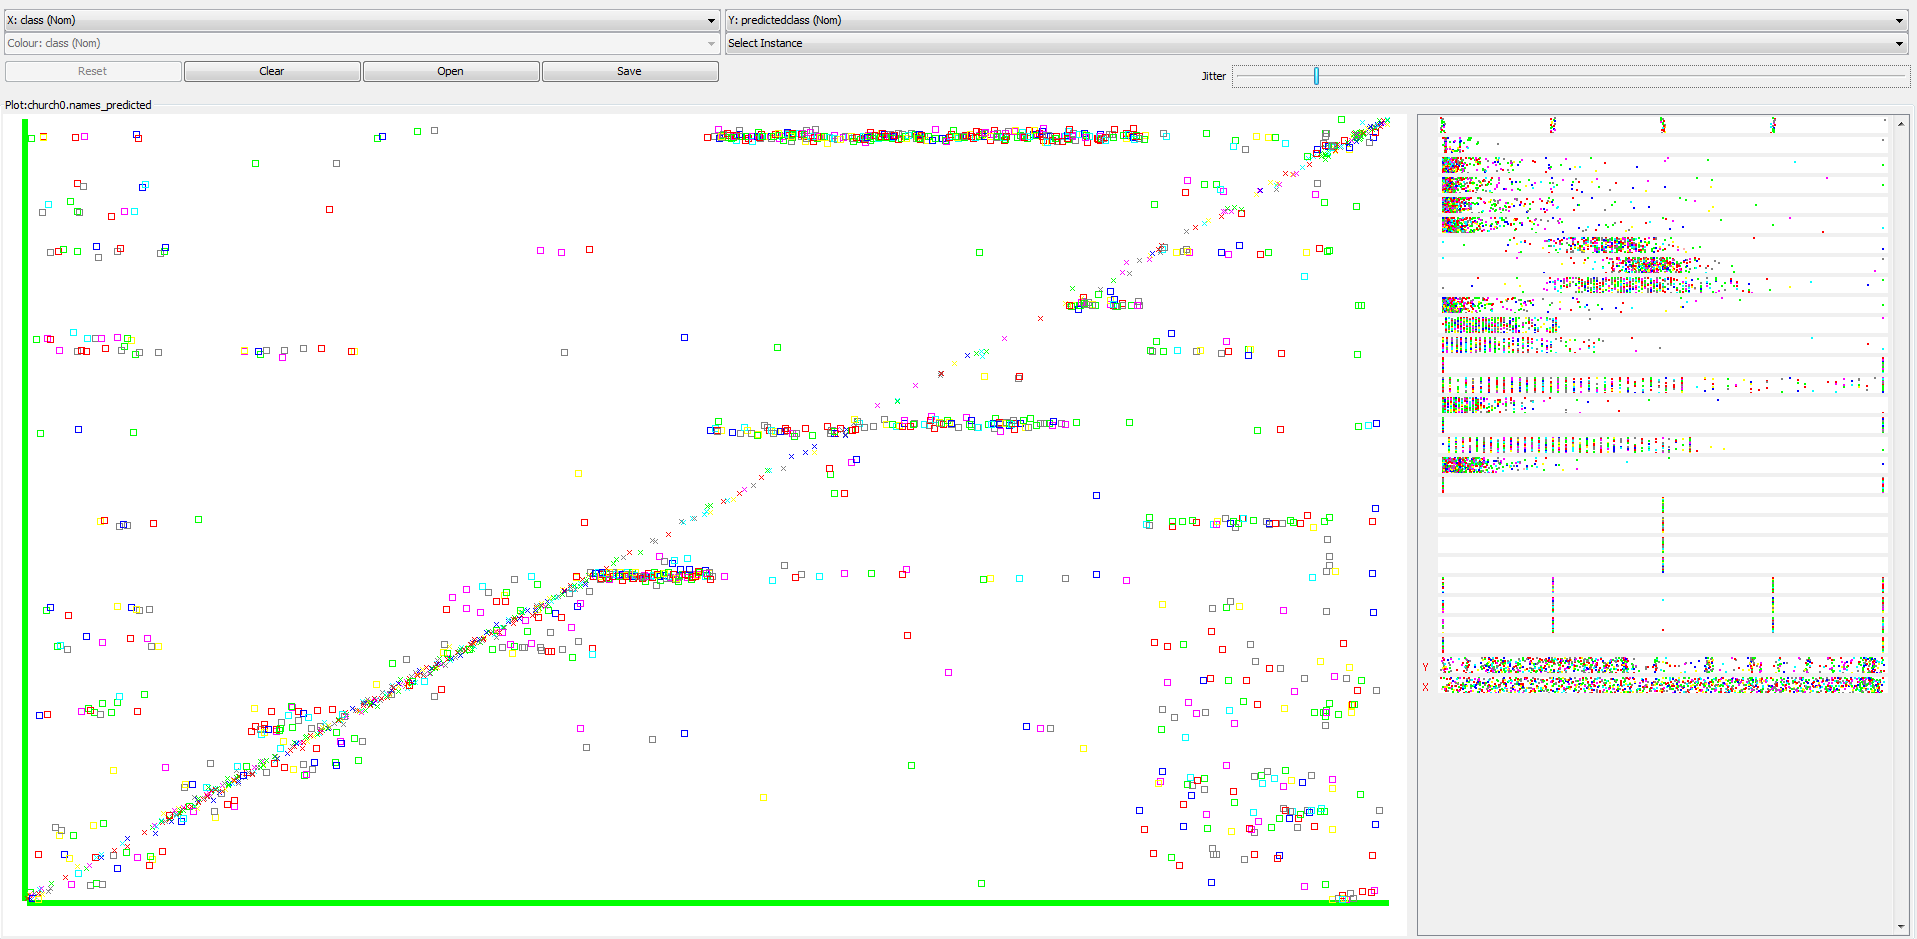 X: class (Nom)
Y: predictedclass (Nom)
Colour: class (Nom)
Select Instance
Reset
Clear
Open
Save
Jitter
Plot:church0.names_predicted
Y
X